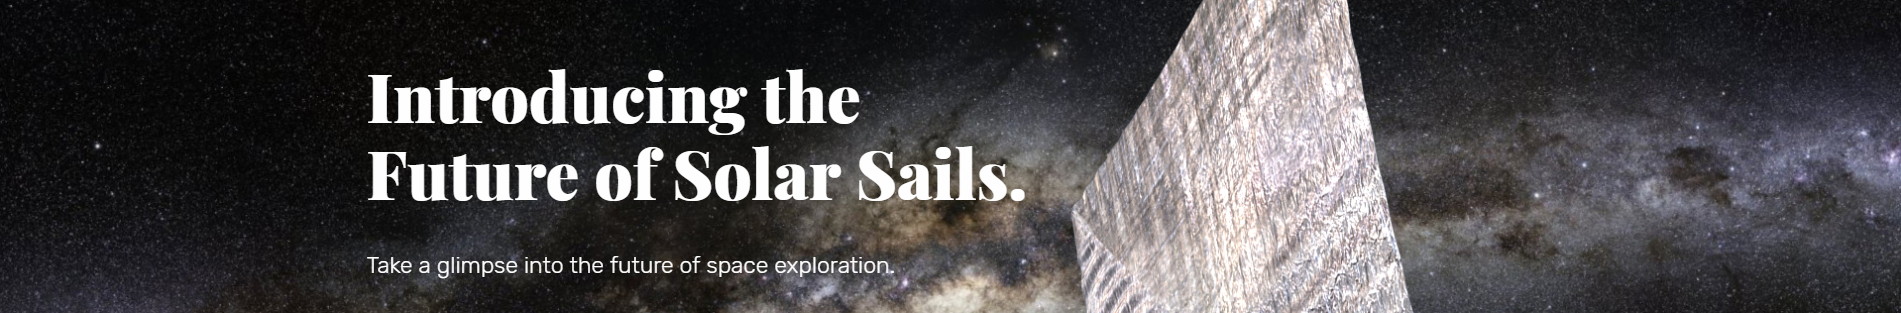 Introducing the
Future of Solar Sails.
Take a glimpse into the future of space exploration.